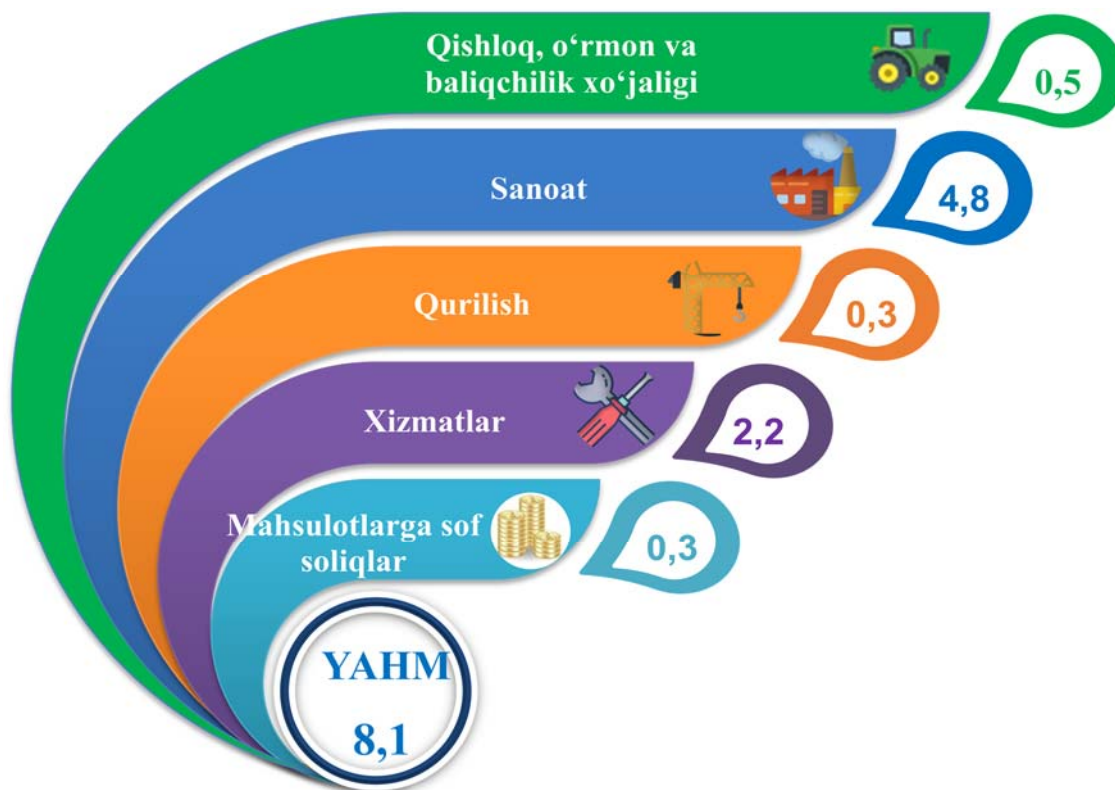 Qishloq, o‘rmon va
baliqchilik xo‘jaligi
0,5
Sanoat
4,8
Qurilish
0,3
Xizmatlar
2,2
Mahsulotlarga sof
soliqlar
0,3
YAHM
8,1